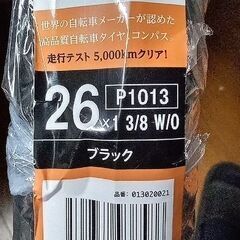 世界の自転車メーカーが認めた
高品質自転車タイヤ、コンパス
走行テスト 5,000kmクリア!
P1013
26×1 3/8 W/O
ブラック
品番: 013020021